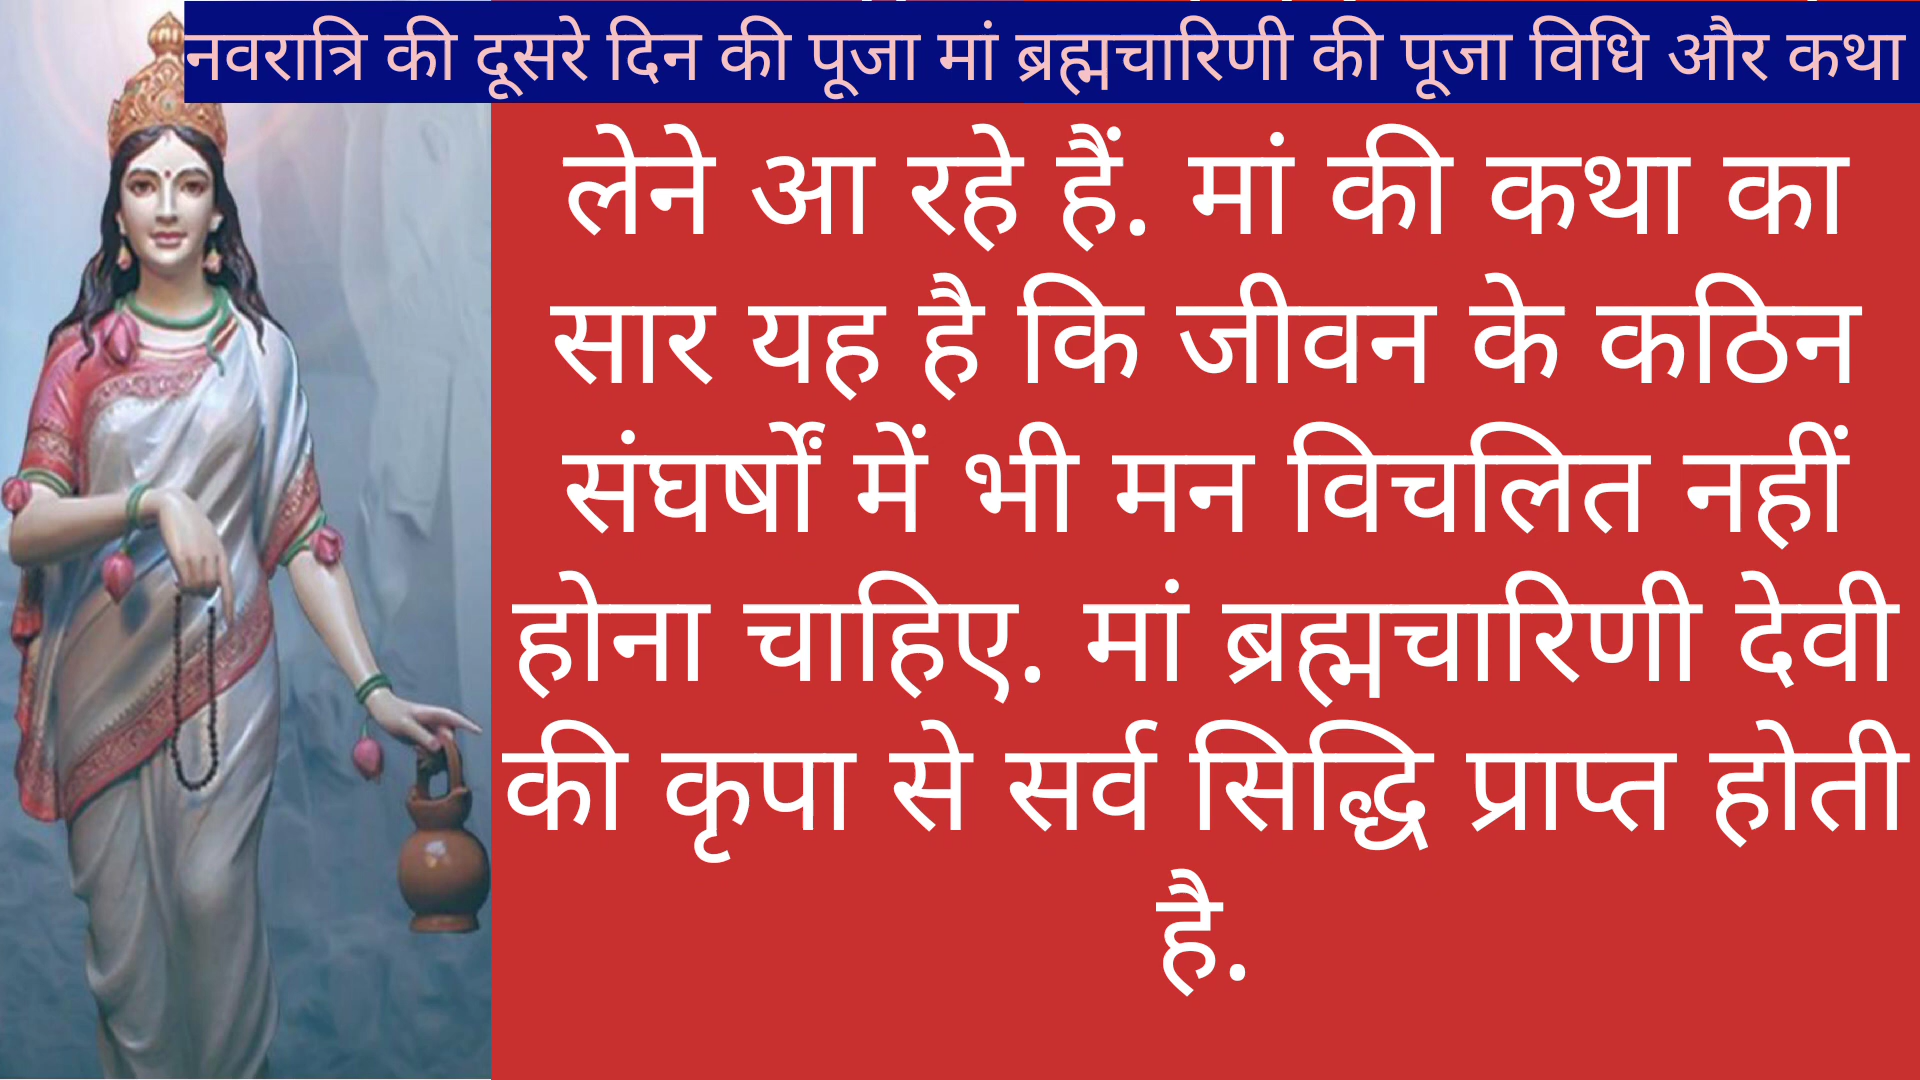 नवरात्रि की दूसरे दिन की पूजा मां ब्रह्मचारिणी की पूजा विधि और कथा
लेने आ रहे हैं. मां की कथा का
सार यह है कि जीवन के कठिन
संघर्षों में भी मन विचलित नहीं
होना चाहिए. मां ब्रह्मचारिणी देवी
की कृपा से सर्व सिद्धि प्राप्त होती
है.